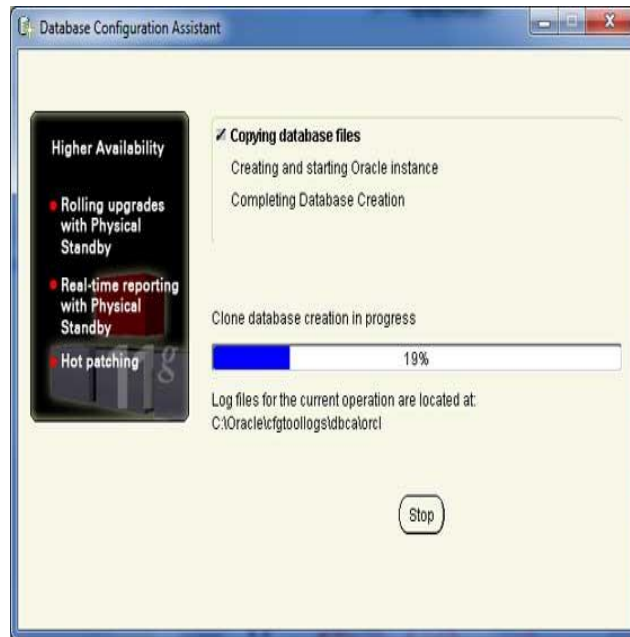 Database Configuration Assistant
Higher Availability
Rolling upgrades
with Physical
Standby
Real-time reporting
with Physical
Standby
Hot patching
11g
Copying database files
Creating and starting Oracle instance
Completing Database Creation
Clone database creation in progress
19%
Log files for the current operation are located at:
C:\Oracle\cfgtoollogs\dbca\orcl
Stop